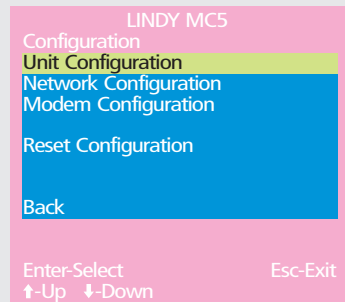 LINDY MC5
Configuration
Unit Configuration
Network Configuration
Modem Configuration
Reset Configuration
Back
Enter-Select Esc-Exit
⬆-Up ⬇-Down